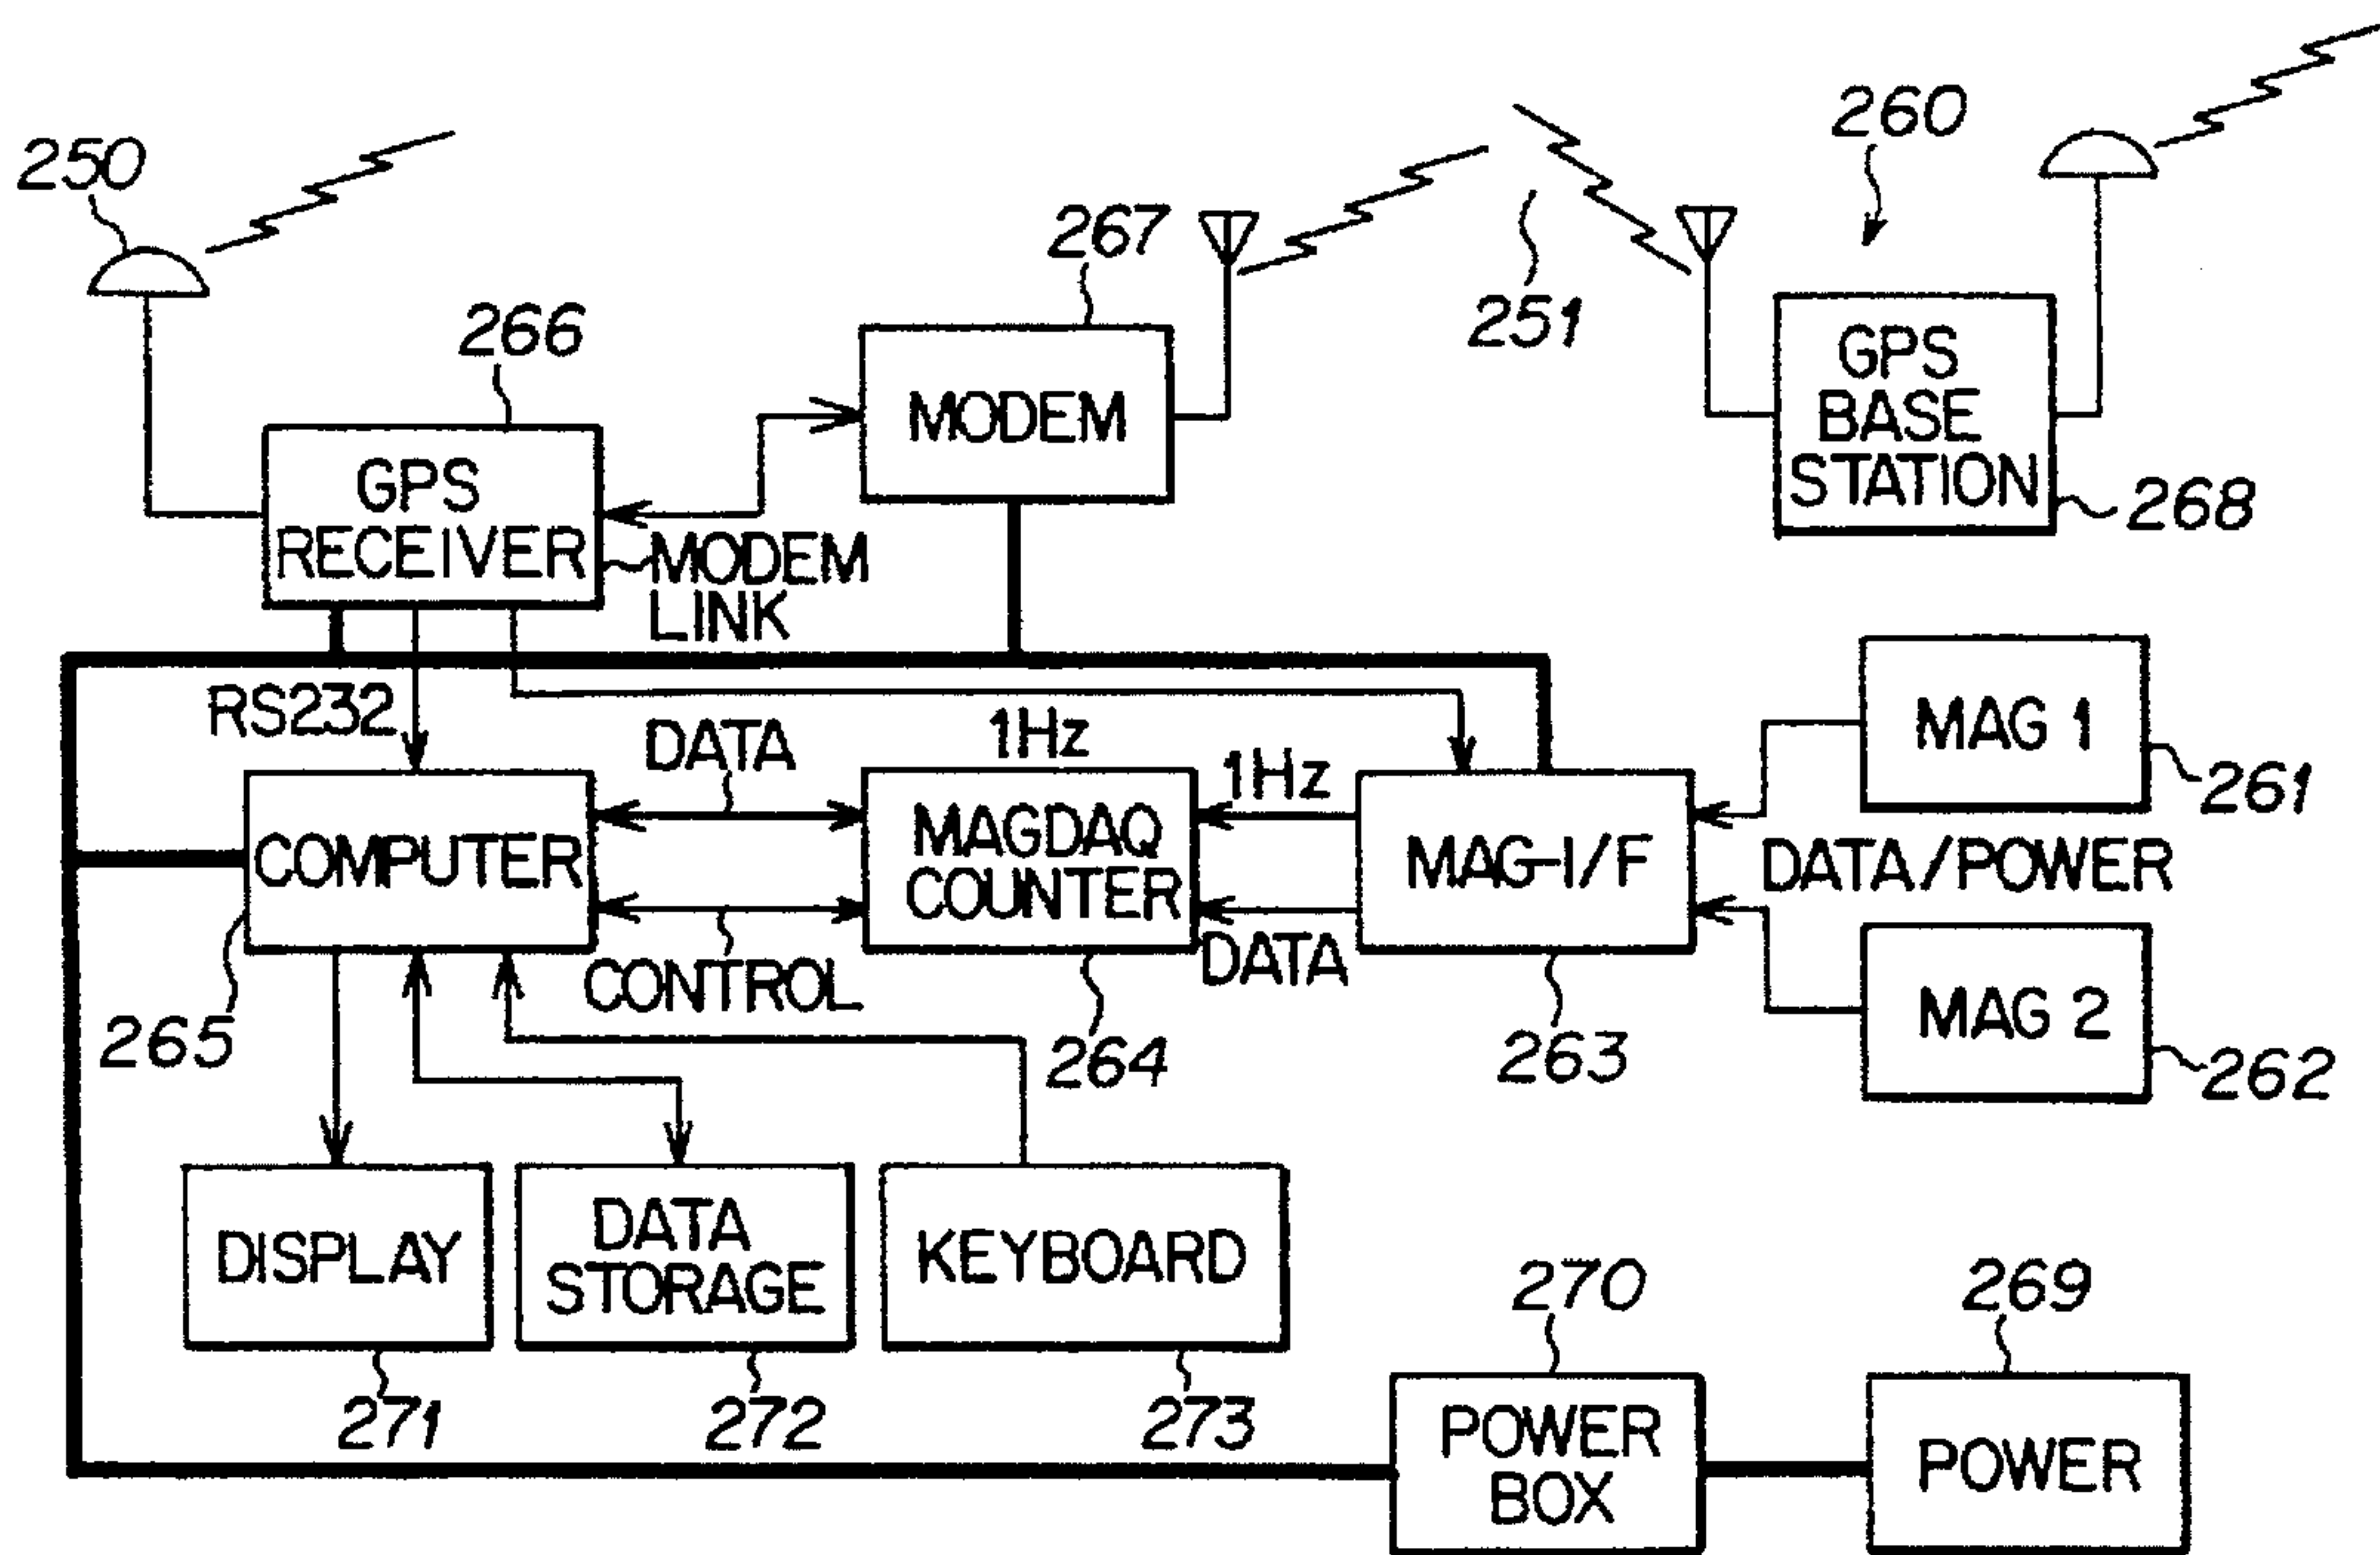 260
250
267
251
266
GPS
BASE
STATION
268
MODEM
GPS
RECEIVER
MODEM
LINK
RS232
DATA
1Hz
1Hz
MAG 1
261
COMPUTER
MAGDAQ
COUNTER
MAG-I/F
DATA/POWER
CONTROL
DATA
MAG 2
265
264
263
262
DISPLAY
DATA
STORAGE
KEYBOARD
271
272
273
270
269
POWER
BOX
POWER